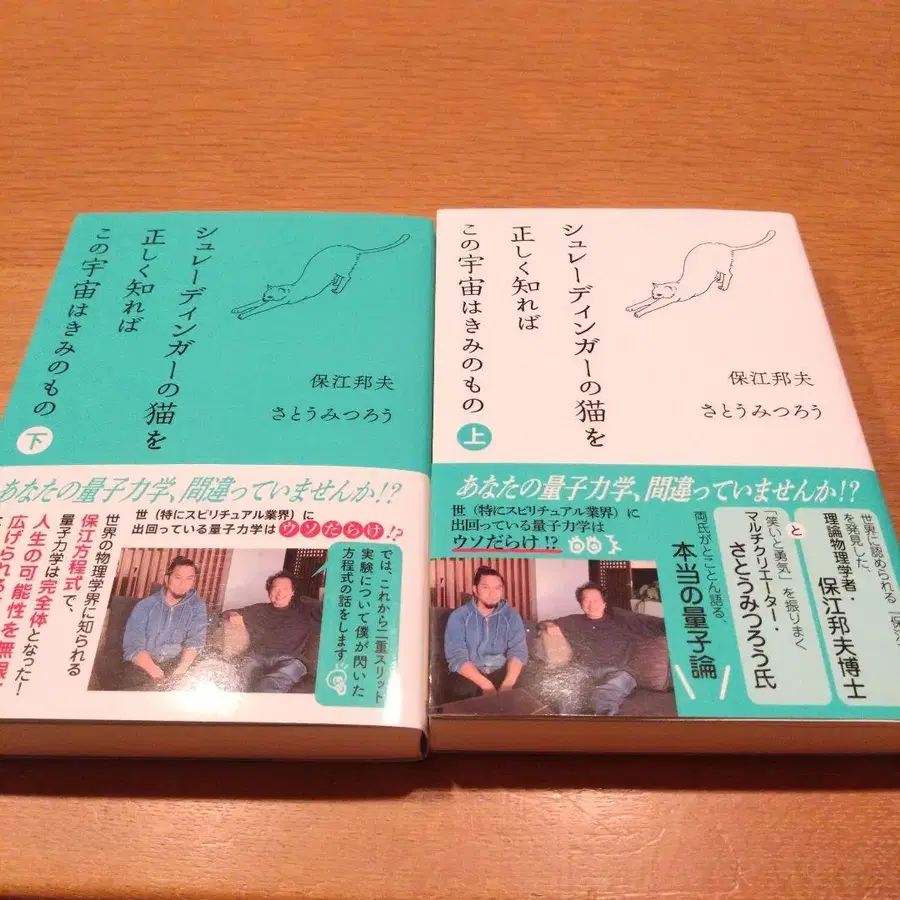 シュレーディンガーの猫を
正しく知れば
この宇宙はきみのもの
下
保江邦夫
さとうみつろう
あなたの量子力学、間違っていませんか!?
世（特にスピリチュアル業界）に
出回っている量子力学はウソだらけ!?
では、これから二重スリット
実験について僕が閃いた
方程式の話をします
世界の物理学界に知られる
保江方程式で、
量子力学は完全体となった!
人生の可能性を無限
広げられる
シュレーディンガーの猫を
正しく知れば
この宇宙はきみのもの
上
保江邦夫
さとうみつろう
あなたの量子力学、間違っていませんか!?
世（特にスピリチュアル業界）に
出回っている量子力学は
ウソだらけ!?
世界に認められる「保江
を発見した、
理論物理学者・保江邦夫博士
と
「笑いと勇気」を振りまく
マルチクリエーター・
さとうみつろう氏
両氏がとことん語る、
本当の量子論